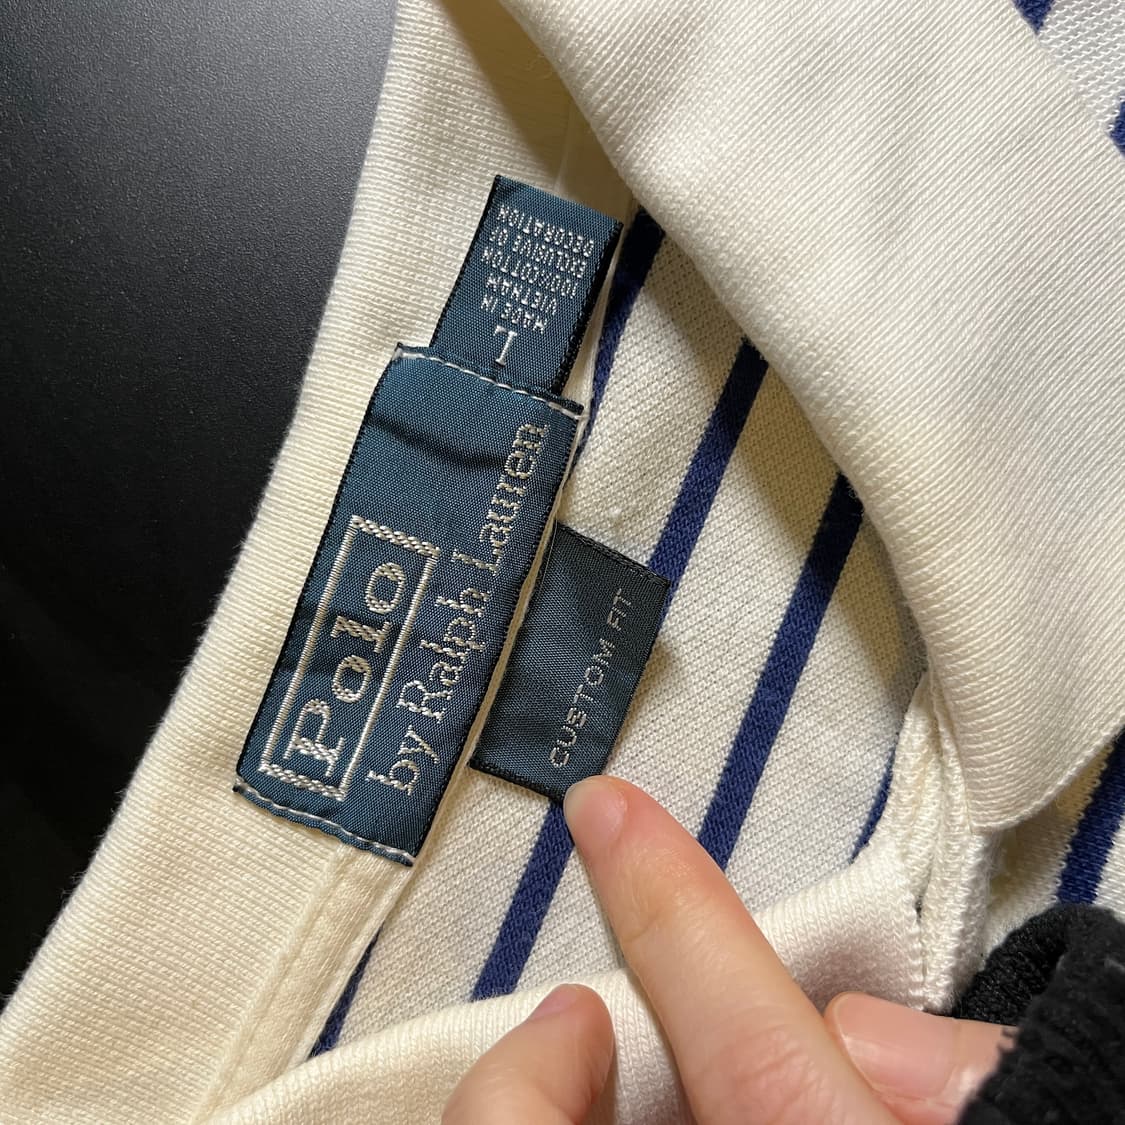 Polo
by Ralph Lauren
CUSTOM FIT
L
MADE IN
VIETNAM
100% COTTON
EXCLUSIVE OF
DECORATION